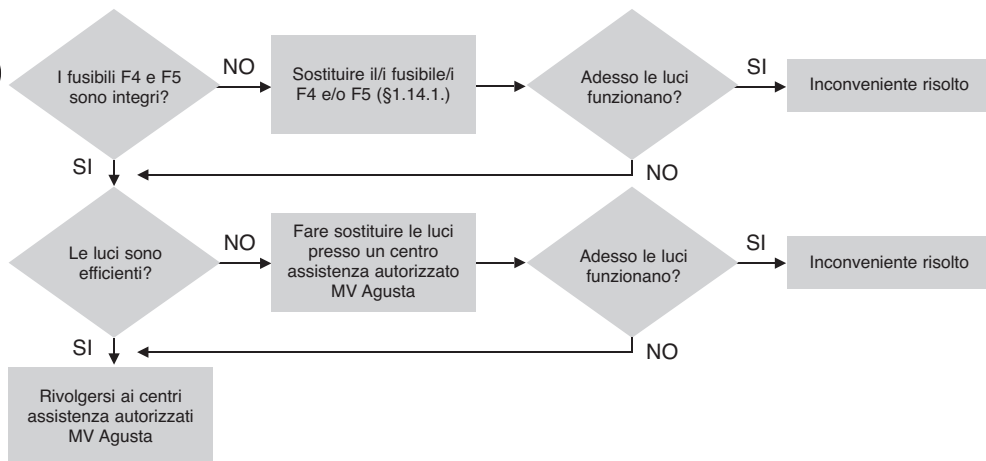 )
I fusibili F4 e F5
sono integri?
NO
Sostituire il/i fusibile/i
F4 e/o F5 (§1.14.1.)
Adesso le luci
funzionano?
SI
Inconveniente risolto
SI
NO
Le luci sono
efficienti?
NO
Fare sostituire le luci
presso un centro
assistenza autorizzato
MV Agusta
Adesso le luci
funzionano?
SI
Inconveniente risolto
SI
NO
Rivolgersi ai centri
assistenza autorizzati
MV Agusta